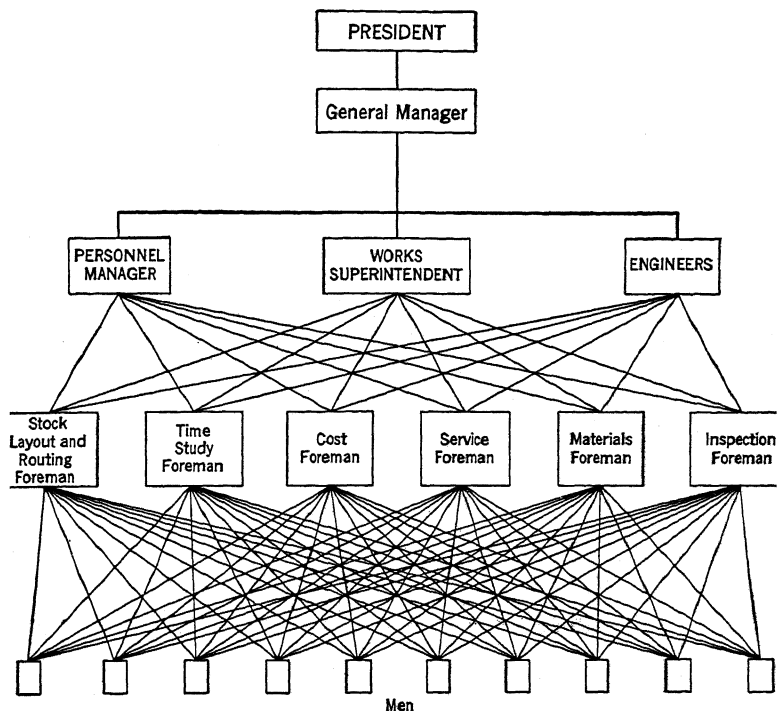 PRESIDENT
General Manager
PERSONNEL
MANAGER
WORKS
SUPERINTENDENT
ENGINEERS
Stock
Layout and
Routing
Foreman
Time
Study
Foreman
Cost
Foreman
Service
Foreman
Materials
Foreman
Inspection
Foreman
Men